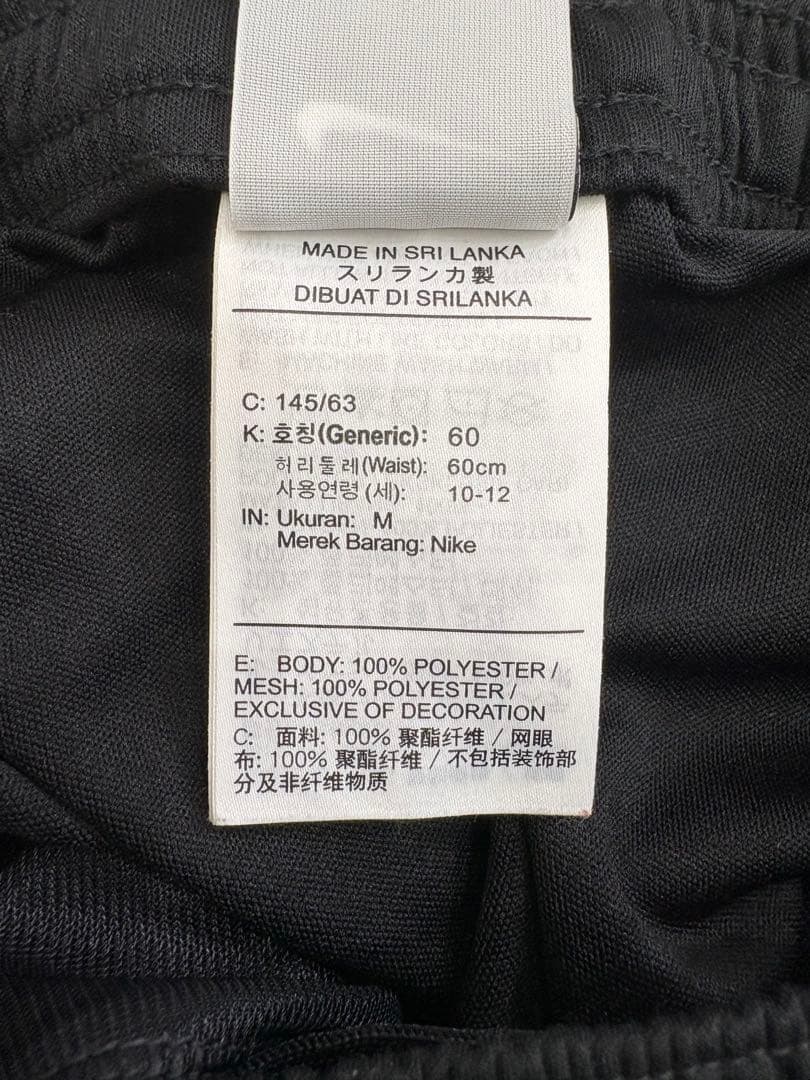 MADE IN SRI LANKA
スリランカ製
DIBUAT DI SRILANKA
C: 145/63
K: 호칭(Generic): 60
허리둘레(Waist): 60cm
사용연령 (세): 10-12
IN: Ukuran: M
Merek Barang: Nike
E: BODY: 100% POLYESTER /
MESH: 100% POLYESTER /
EXCLUSIVE OF DECORATION
C: 面料: 100% 聚酯纤维 / 网眼
布: 100% 聚酯纤维 / 不包括装饰部
分及非纤维物质